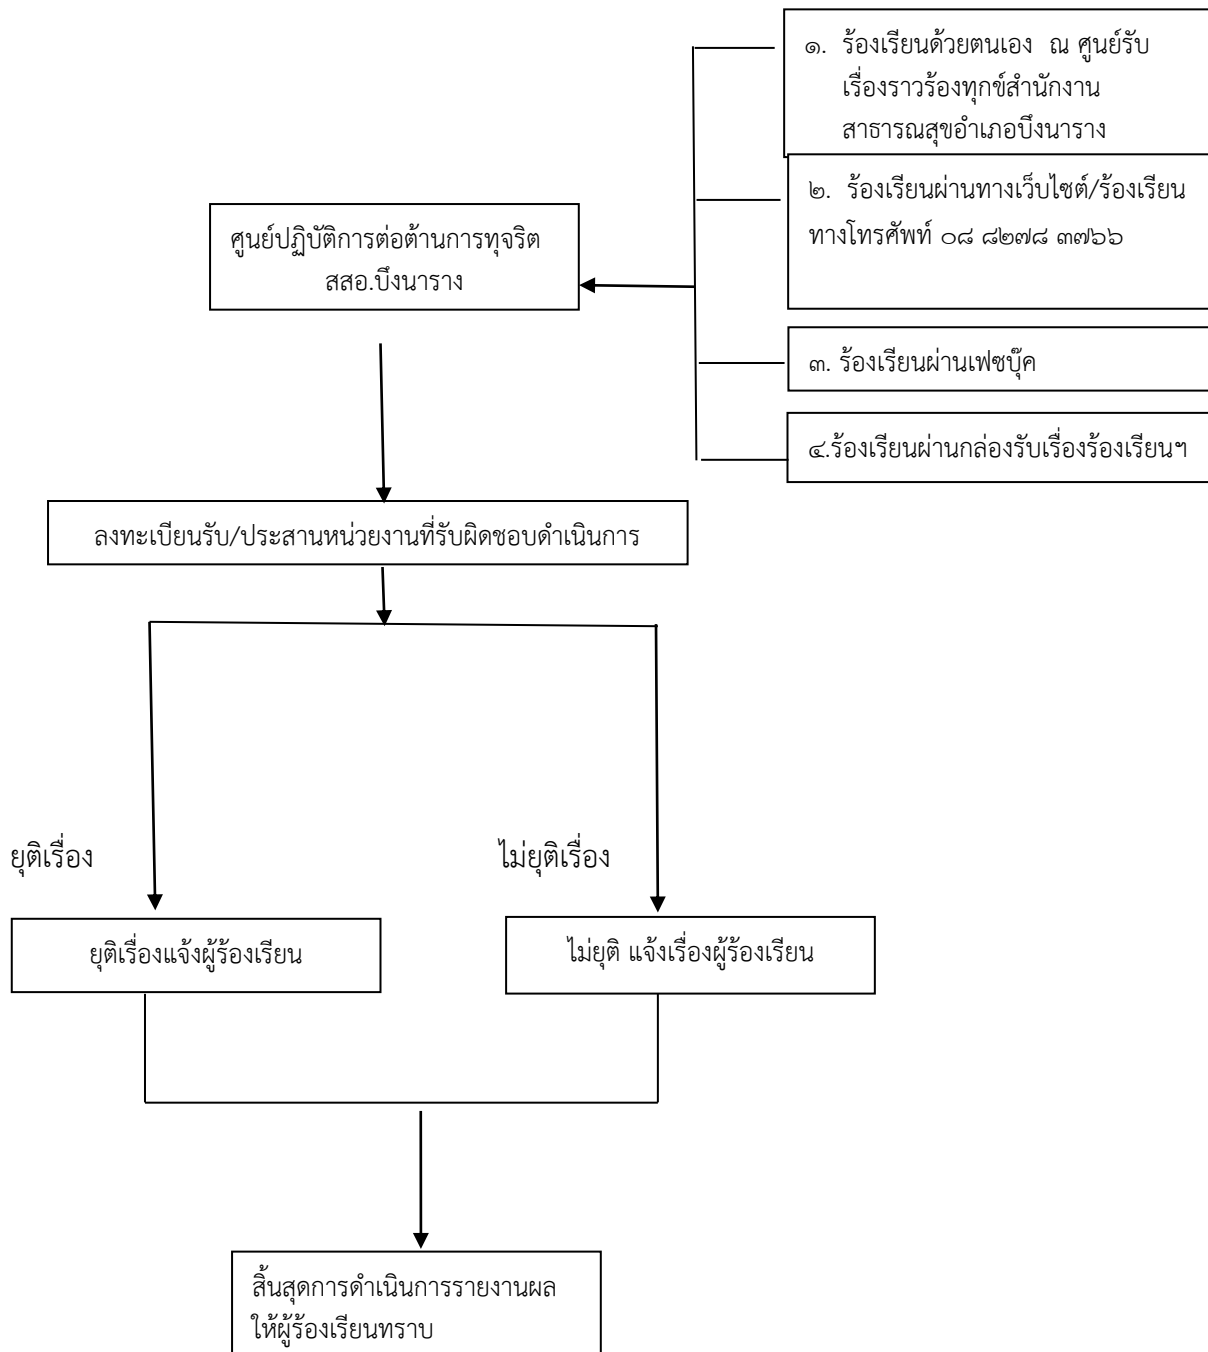 ๑. ร้องเรียนด้วยตนเอง ณ ศูนย์รับ
เรื่องราวร้องทุกข์สำนักงาน
สาธารณสุขอำเภอบึงนาราง
๒. ร้องเรียนผ่านทางเว็บไซต์/ร้องเรียน
ทางโทรศัพท์ ๐๘ ๘๒๗๘ ๓๗๖๖
ศูนย์ปฏิบัติการต่อต้านการทุจริต
สสอ.บึงนาราง
๓. ร้องเรียนผ่านเฟซบุ๊ค
๔.ร้องเรียนผ่านกล่องรับเรื่องร้องเรียนฯ
ลงทะเบียนรับ/ประสานหน่วยงานที่รับผิดชอบดำเนินการ
ยุติเรื่อง
ไม่ยุติเรื่อง
ยุติเรื่องแจ้งผู้ร้องเรียน
ไม่ยุติ แจ้งเรื่องผู้ร้องเรียน
สิ้นสุดการดำเนินการรายงานผล
ให้ผู้ร้องเรียนทราบ